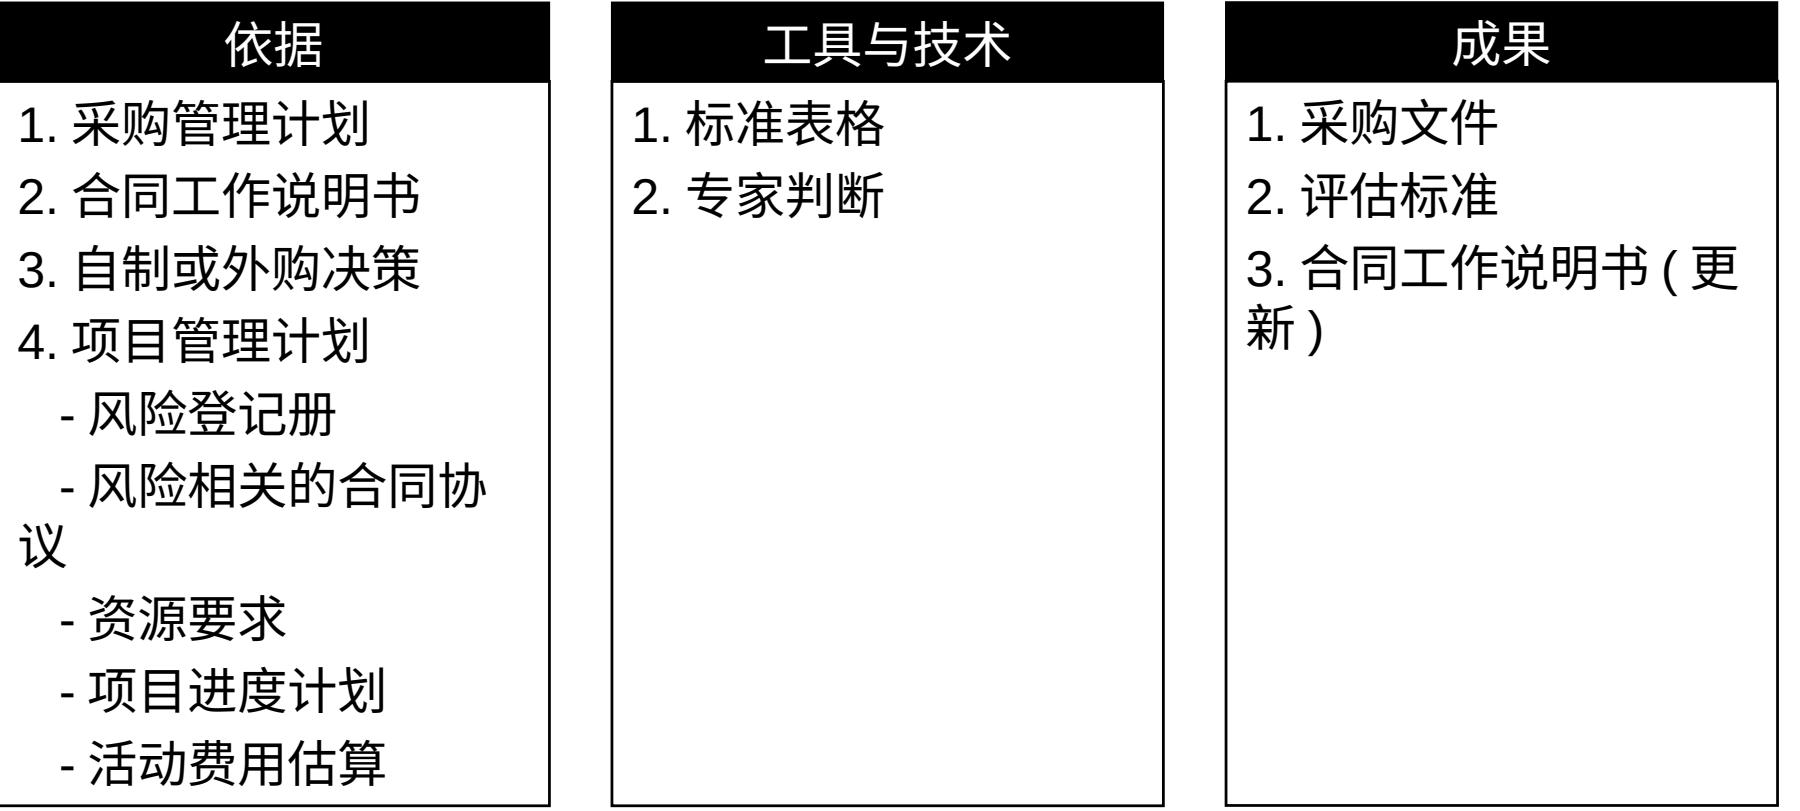 依据
1. 采购管理计划
2. 合同工作说明书
3. 自制或外购决策
4. 项目管理计划
- 风险登记册
- 风险相关的合同协
议
- 资源要求
- 项目进度计划
- 活动费用估算
工具与技术
1. 标准表格
2. 专家判断
成果
1. 采购文件
2. 评估标准
3. 合同工作说明书 ( 更
新 )